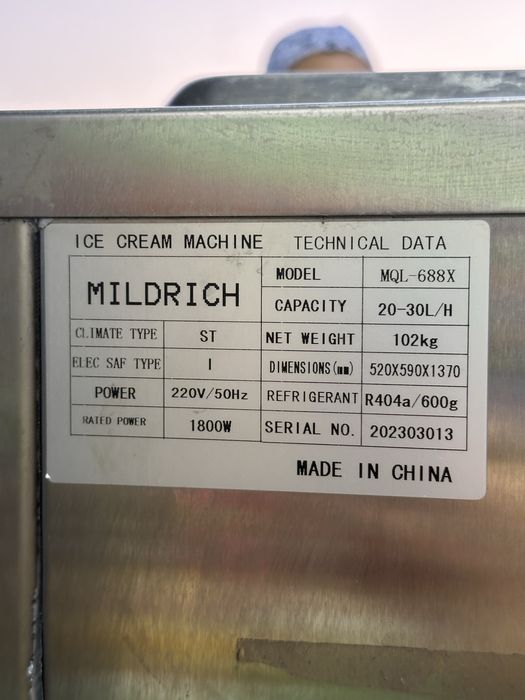 ICE CREAM MACHINE TECHNICAL DATA
MILDRICH
MODEL MQL-688X
CAPACITY 20-30L/H
CLIMATE TYPE ST NET WEIGHT 102kg
ELEC SAF TYPE I DIMENSIONS(mm) 520X590X1370
POWER 220V/50Hz REFRIGERANT R404a/600g
RATED POWER 1800W SERIAL NO. 202303013
MADE IN CHINA